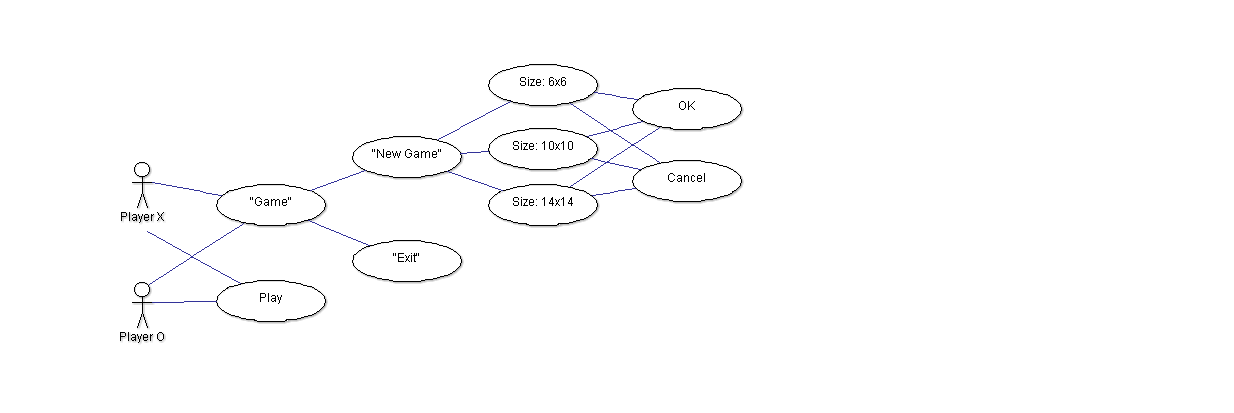 Size: 6x6
OK
Size: 10x10
"New Game"
Cancel
Size: 14x14
"Game"
Player X
"Exit"
Play
Player O